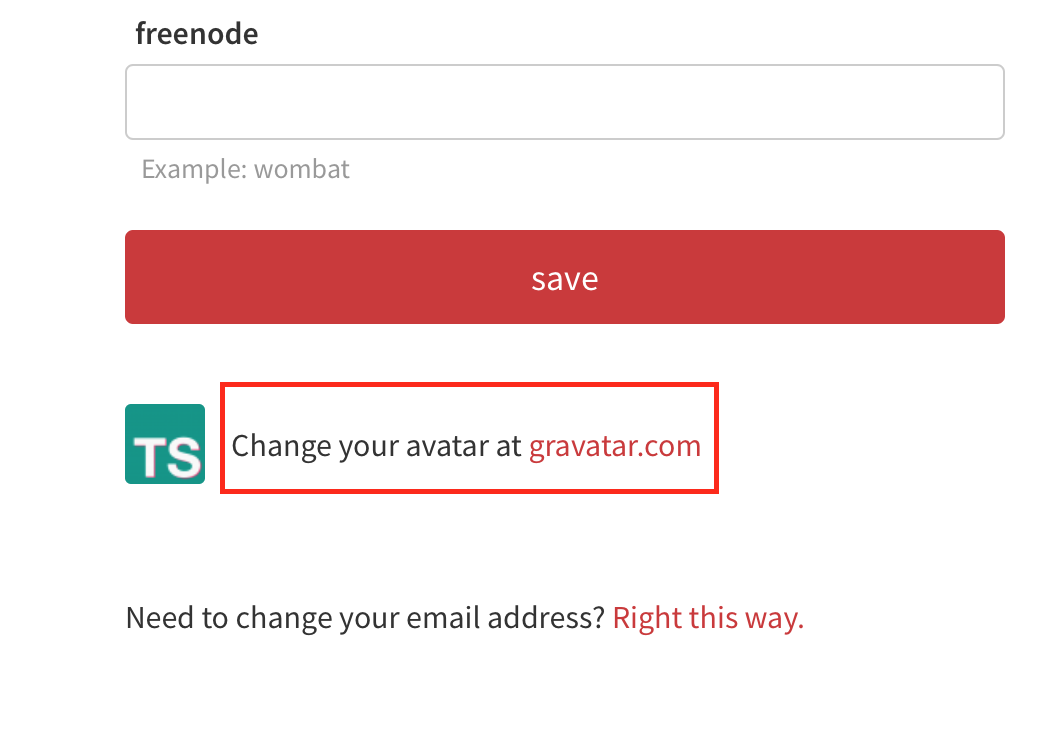 freenode
Example: wombat
save
TS
Change your avatar at gravatar.com
Need to change your email address? Right this way.